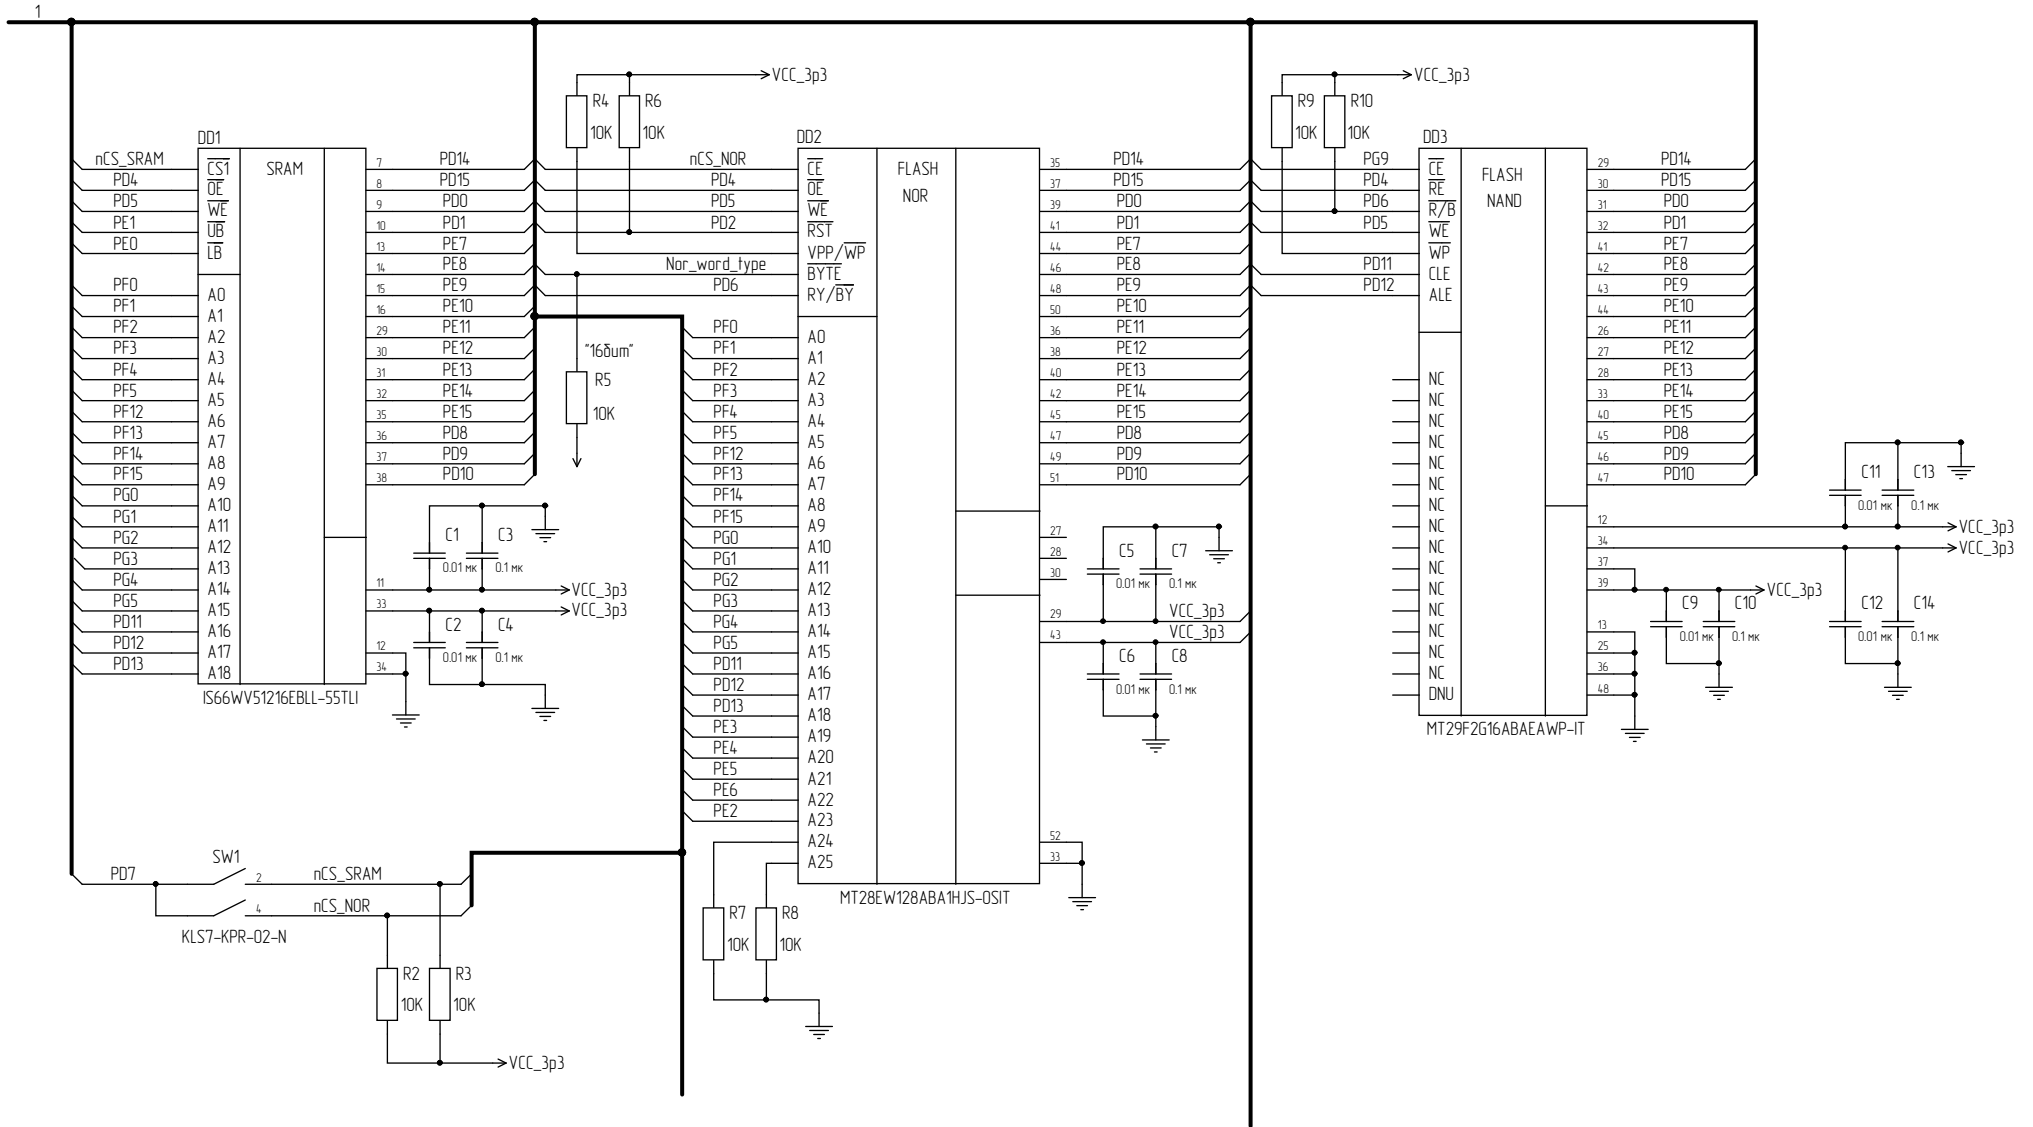 1
VCC_3p3
R4
10K
R6
10K
VCC_3p3
R9
10K
R10
10K
DD1
SRAM
nCS_SRAM CS1 7 PD14
PD4 OE 8 PD15
PD5 WE 9 PD0
PE1 UB 10 PD1
PE0 LB 13 PE7
14 PE8
PF0 A0 15 PE9
PF1 A1 16 PE10
PF2 A2 29 PE11
PF3 A3 30 PE12
PF4 A4 31 PE13
PF5 A5 32 PE14
PF12 A6 35 PE15
PF13 A7 36 PD8
PF14 A8 37 PD9
PF15 A9 38 PD10
PG0 A10
PG1 A11
PG2 A12
PG3 A13
PG4 A14 11 VCC_3p3
PG5 A15 33 VCC_3p3
PD11 A16
PD12 A17 12
PD13 A18 34
IS66WV51216EBLL-55TLI
C1
0.01 мк
C3
0.1 мк
C2
0.01 мк
C4
0.1 мк
"16бит"
R5
10K
DD2
FLASH
NOR
nCS_NOR CE 35 PD14
PD4 OE 37 PD15
PD5 WE 39 PD0
PD2 RST 41 PD1
VPP/WP 44 PE7
Nor_word_type BYTE 46 PE8
PD6 RY/BY 48 PE9
50 PE10
PF0 A0 36 PE11
PF1 A1 38 PE12
PF2 A2 40 PE13
PF3 A3 42 PE14
PF4 A4 45 PE15
PF5 A5 47 PD8
PF12 A6 49 PD9
PF13 A7 51 PD10
PF14 A8
PF15 A9 27
PG0 A10 28
PG1 A11 30
PG2 A12
PG3 A13 29 VCC_3p3
PG4 A14 43 VCC_3p3
PG5 A15
PD11 A16
PD12 A17
PD13 A18
PE3 A19
PE4 A20
PE5 A21
PE6 A22
PE2 A23
A24 52
A25 33
MT28EW128ABA1HJS-0SIT
C5
0.01 мк
C7
0.1 мк
C6
0.01 мк
C8
0.1 мк
R7
10K
R8
10K
DD3
FLASH
NAND
PG9 CE 29 PD14
PD4 RE 30 PD15
PD6 R/B 31 PD0
PD5 WE 32 PD1
WP 41 PE7
PD11 CLE 42 PE8
PD12 ALE 43 PE9
44 PE10
26 PE11
27 PE12
NC 28 PE13
NC 33 PE14
NC 40 PE15
NC 45 PD8
NC 46 PD9
NC 47 PD10
NC
NC 12 VCC_3p3
NC 34 VCC_3p3
NC 37
NC 39 VCC_3p3
NC 13
NC 25
NC 36
NC 48
DNU
MT29F2G16ABAEAWP-IT
C11
0.01 мк
C13
0.1 мк
C9
0.01 мк
C10
0.1 мк
C12
0.01 мк
C14
0.1 мк
SW1
PD7 2 nCS_SRAM
4 nCS_NOR
KLS7-KPR-02-N
R2
10K
R3
10K
VCC_3p3